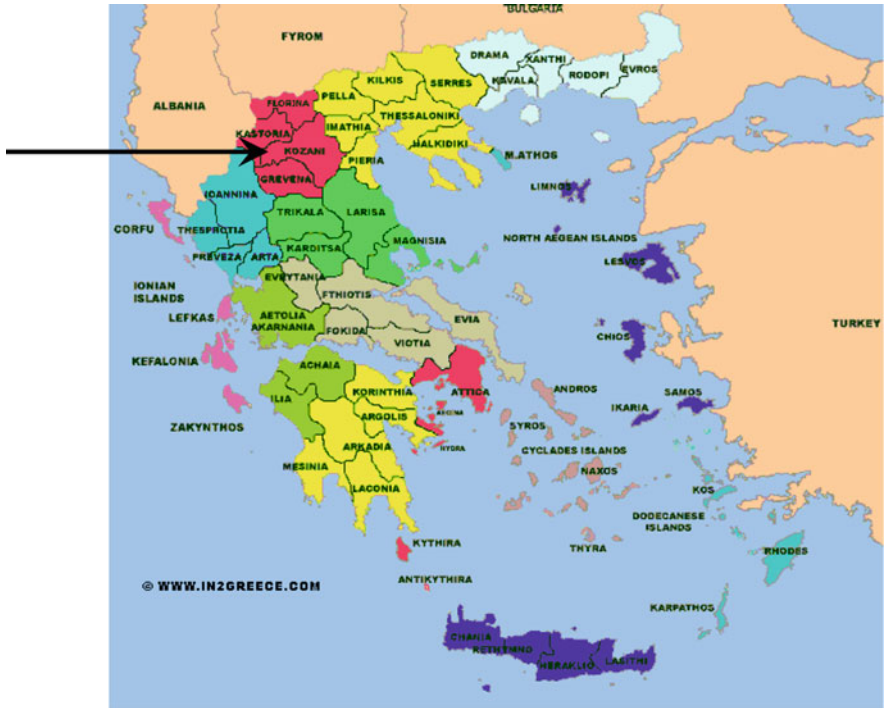 BULGARIA
FYROM
ALBANIA
TURKEY
DRAMA
XANTHI
KAVALA
RODOPI
EVROS
SERRES
KILKIS
PELLA
THESSALONIKI
IMATHIA
HALKIDIKI
PIERIA
M.ATHOS
FLORINA
KASTORIA
KOZANI
GREVENA
IOANNINA
THESPROTIA
PREVEZA
ARTA
TRIKALA
LARISA
KARDITSA
MAGNISIA
CORFU
IONIAN
ISLANDS
LEFKAS
KEFALONIA
ZAKYNTHOS
LIMNOS
NORTH AEGEAN ISLANDS
LESVOS
CHIOS
SAMOS
IKARIA
EVRYTANIA
FTHIOTIS
FOKIDA
VIOTIA
EVIA
AETOLIA
AKARNANIA
ACHAIA
ILIA
KORINTHIA
ARGOLIS
ARKADIA
MESINIA
LACONIA
ATTICA
AEGINA
HYDRA
ANDROS
SYROS
CYCLADES ISLANDS
NAXOS
THYRA
KOS
DODECANESE
ISLANDS
RHODES
KARPATHOS
KYTHIRA
ANTIKYTHIRA
© WWW.IN2GREECE.COM
CHANIA
RETHIMNO
HERAKLIO
LASITHI